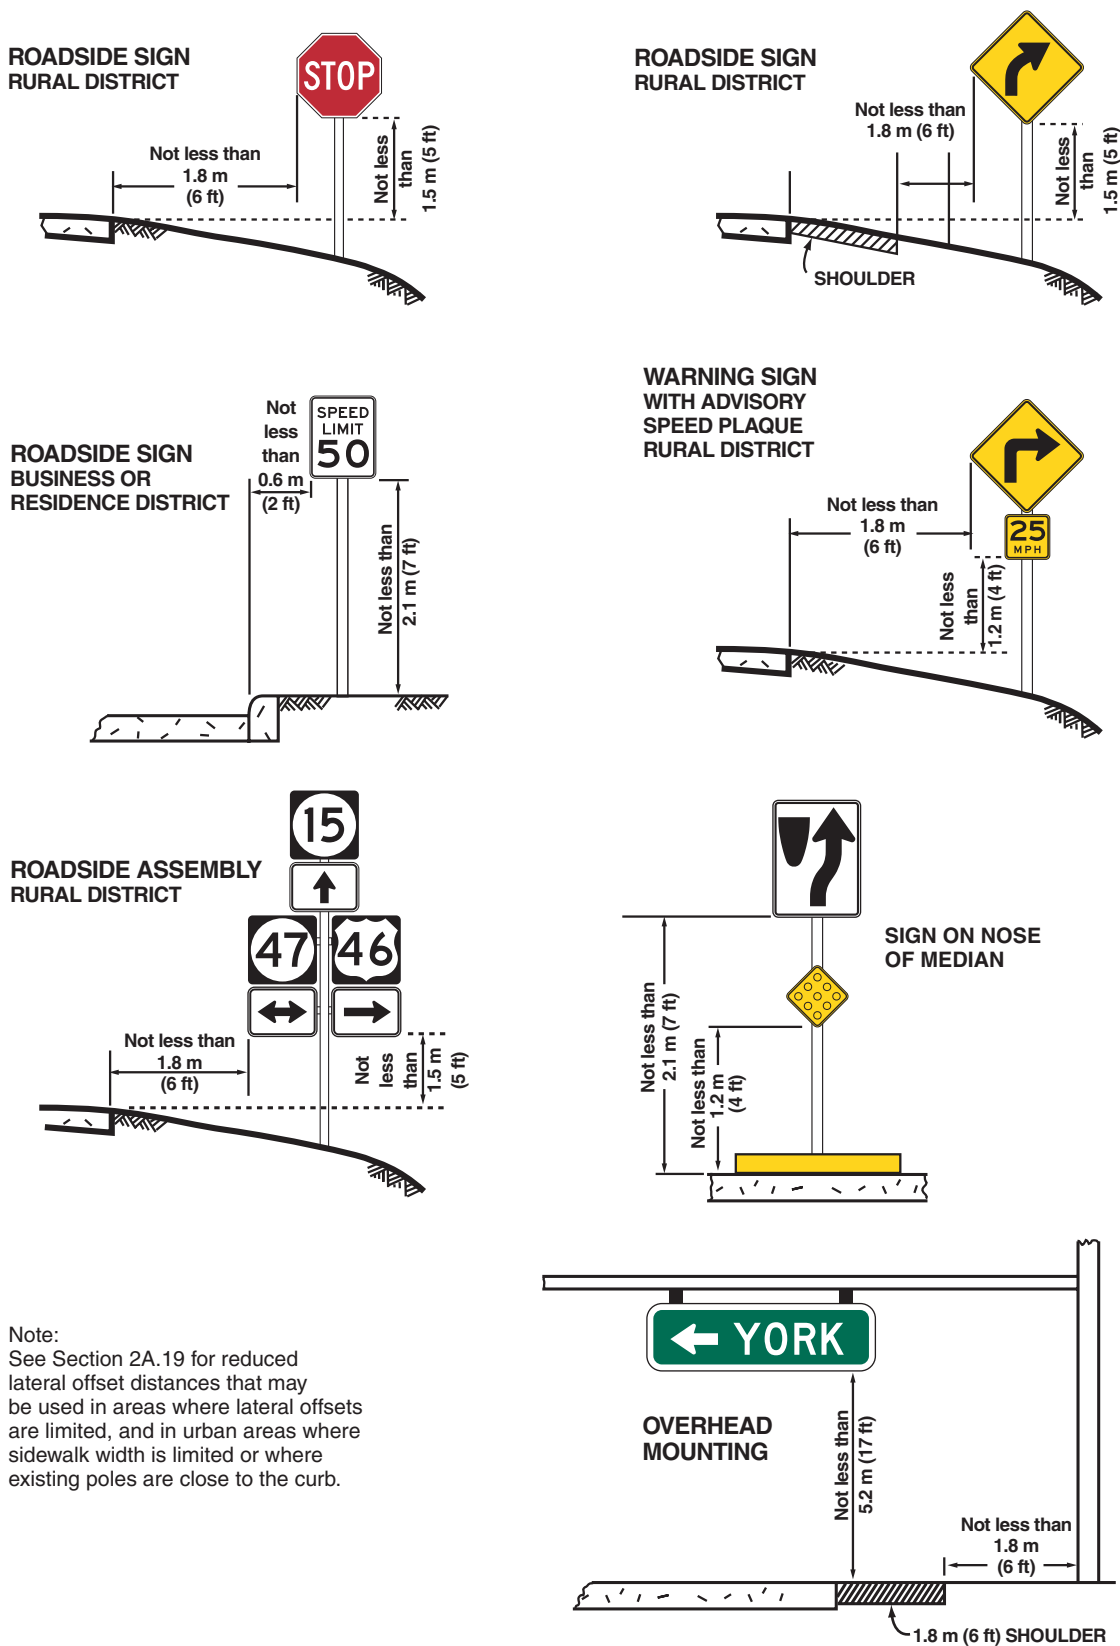 ROADSIDE SIGN
RURAL DISTRICT
STOP
Not less than
1.8 m
(6 ft)
Not less
than
1.5 m (5 ft)
ROADSIDE SIGN
RURAL DISTRICT
Not less than
1.8 m (6 ft)
Not less
than
1.5 m (5 ft)
SHOULDER
ROADSIDE SIGN
BUSINESS OR
RESIDENCE DISTRICT
Not
less
than
0.6 m
(2 ft)
SPEED
LIMIT
50
Not less than
2.1 m (7 ft)
WARNING SIGN
WITH ADVISORY
SPEED PLAQUE
RURAL DISTRICT
Not less than
1.8 m
(6 ft)
25
MPH
Not less
than
1.2 m (4 ft)
ROADSIDE ASSEMBLY
RURAL DISTRICT
15
47
46
Not less than
1.8 m
(6 ft)
Not
less
than
1.5 m
(5 ft)
SIGN ON NOSE
OF MEDIAN
Not less than
2.1 m (7 ft)
Not less than
1.2 m
(4 ft)
Note:
See Section 2A.19 for reduced
lateral offset distances that may
be used in areas where lateral offsets
are limited, and in urban areas where
sidewalk width is limited or where
existing poles are close to the curb.
YORK
OVERHEAD
MOUNTING
Not less than
5.2 m (17 ft)
Not less than
1.8 m
(6 ft)
1.8 m (6 ft) SHOULDER